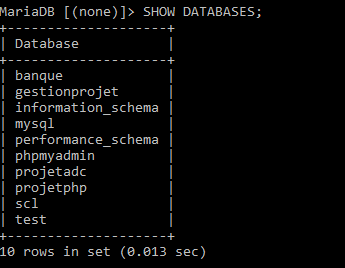 MariaDB [(none)]> SHOW DATABASES;
+--------------------+
| Database           |
+--------------------+
| banque             |
| gestionprojet      |
| information_schema |
| mysql              |
| performance_schema |
| phpmyadmin         |
| projetadc          |
| projetphp          |
| scl                |
| test               |
+--------------------+
10 rows in set (0.013 sec)